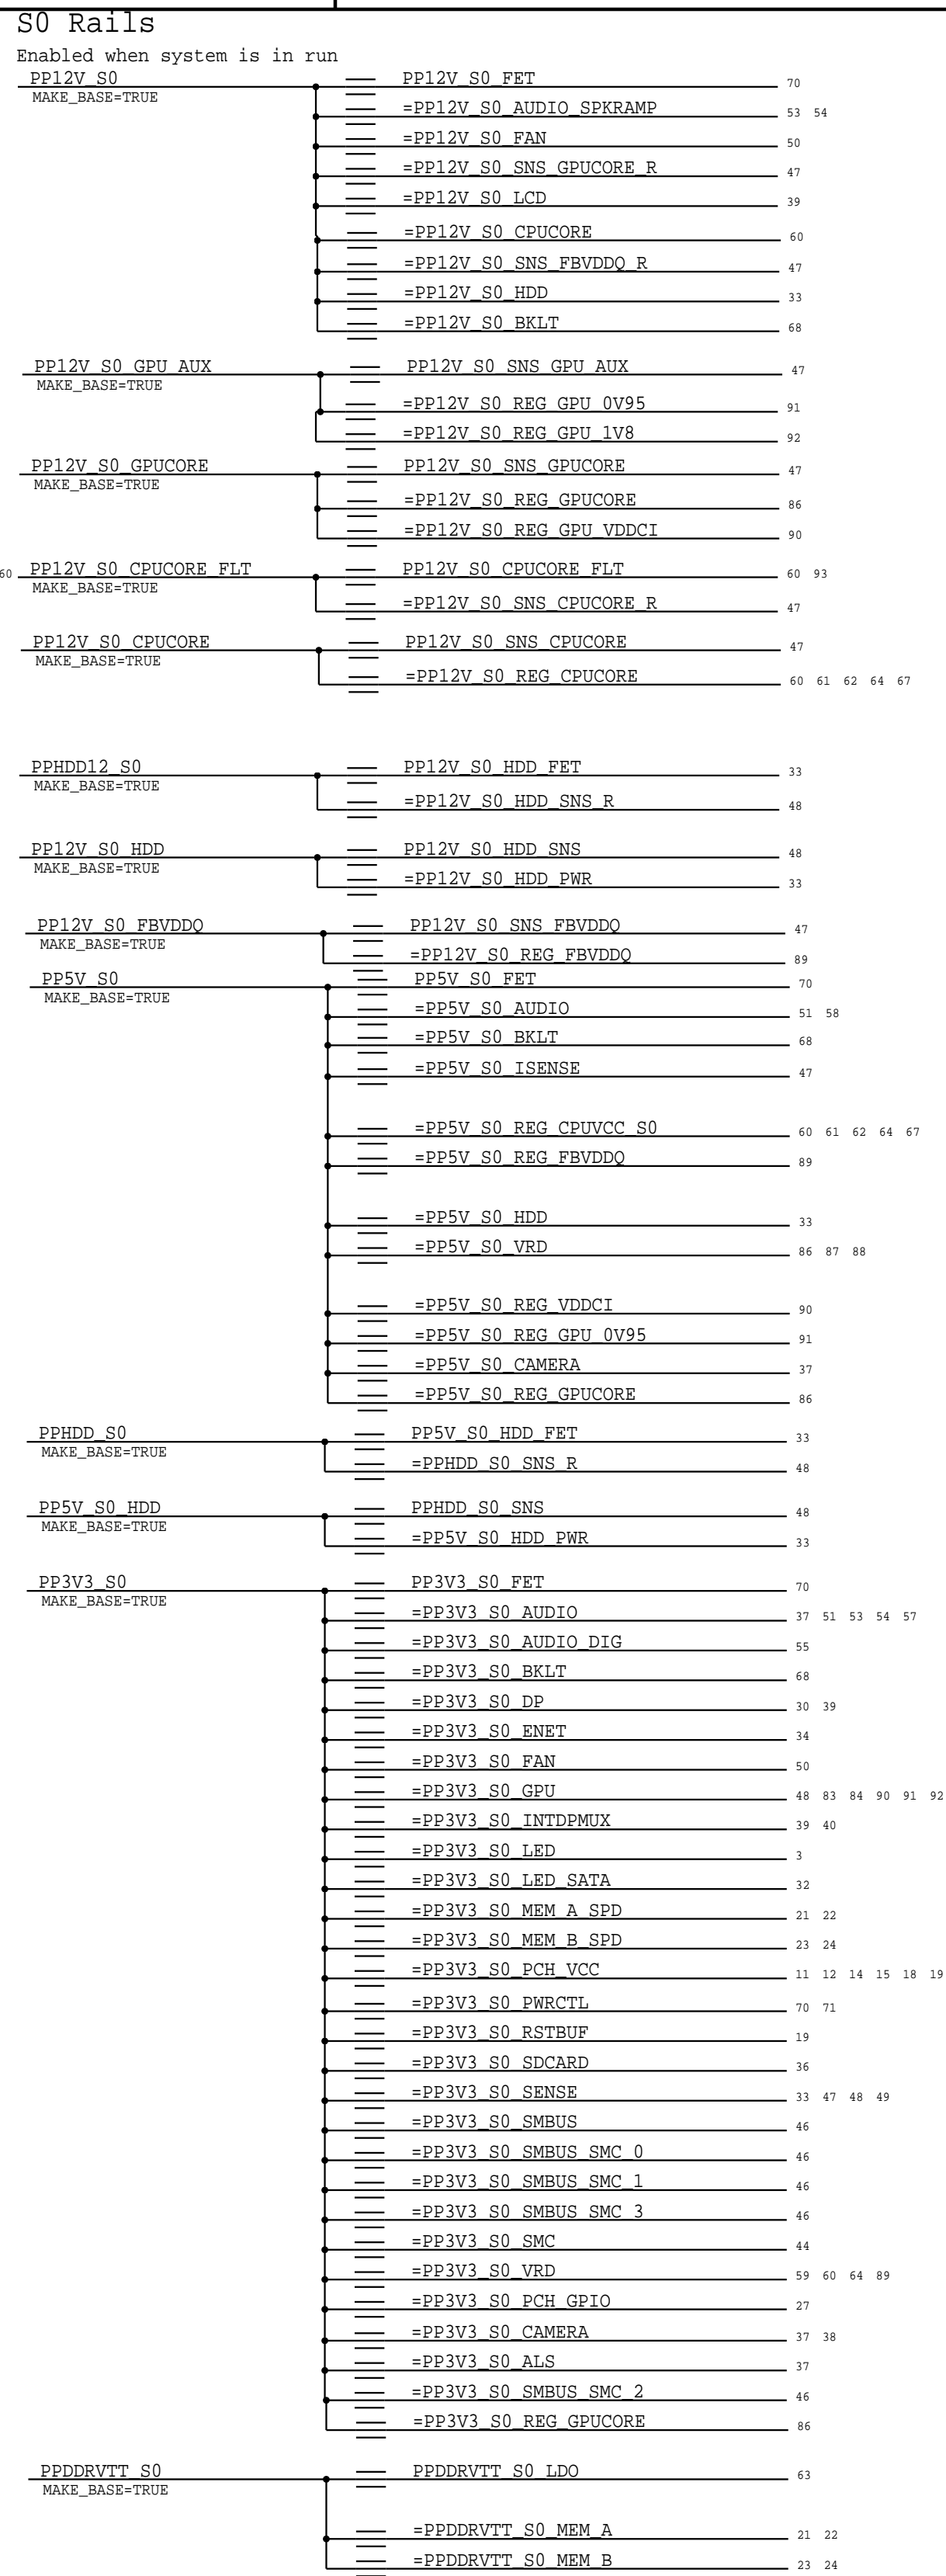 S0 Rails
Enabled when system is in run
PP12V_S0 PP12V_S0_FET 70
MAKE_BASE=TRUE
=PP12V_S0_AUDIO_SPKRAMP 53 54
=PP12V_S0_FAN 50
=PP12V_S0_SNS_GPUCORE_R 47
=PP12V_S0_LCD 39
=PP12V_S0_CPUCORE 60
=PP12V_S0_SNS_FBVDDQ_R 47
=PP12V_S0_HDD 33
=PP12V_S0_BKLT 68
PP12V_S0_GPU_AUX PP12V_S0_SNS_GPU_AUX 47
MAKE_BASE=TRUE
=PP12V_S0_REG_GPU_0V95 91
=PP12V_S0_REG_GPU_1V8 92
PP12V_S0_GPUCORE PP12V_S0_SNS_GPUCORE 47
MAKE_BASE=TRUE
=PP12V_S0_REG_GPUCORE 86
=PP12V_S0_REG_GPU_VDDCI 90
60 PP12V_S0_CPUCORE_FLT PP12V_S0_CPUCORE_FLT 60 93
MAKE_BASE=TRUE
=PP12V_S0_SNS_CPUCORE_R 47
PP12V_S0_CPUCORE PP12V_S0_SNS_CPUCORE 47
MAKE_BASE=TRUE
=PP12V_S0_REG_CPUCORE 60 61 62 64 67
PPHDD12_S0 PP12V_S0_HDD_FET 33
MAKE_BASE=TRUE
=PP12V_S0_HDD_SNS_R 48
PP12V_S0_HDD PP12V_S0_HDD_SNS 48
MAKE_BASE=TRUE
=PP12V_S0_HDD_PWR 33
PP12V_S0_FBVDDQ PP12V_S0_SNS_FBVDDQ 47
MAKE_BASE=TRUE
=PP12V_S0_REG_FBVDDQ 89
PP5V_S0 PP5V_S0_FET 70
MAKE_BASE=TRUE
=PP5V_S0_AUDIO 51 58
=PP5V_S0_BKLT 68
=PP5V_S0_ISENSE 47
=PP5V_S0_REG_CPUVCC_S0 60 61 62 64 67
=PP5V_S0_REG_FBVDDQ 89
=PP5V_S0_HDD 33
=PP5V_S0_VRD 86 87 88
=PP5V_S0_REG_VDDCI 90
=PP5V_S0_REG_GPU_0V95 91
=PP5V_S0_CAMERA 37
=PP5V_S0_REG_GPUCORE 86
PPHDD_S0 PP5V_S0_HDD_FET 33
MAKE_BASE=TRUE
=PPHDD_S0_SNS_R 48
PP5V_S0_HDD PPHDD_S0_SNS 48
MAKE_BASE=TRUE
=PP5V_S0_HDD_PWR 33
PP3V3_S0 PP3V3_S0_FET 70
MAKE_BASE=TRUE
=PP3V3_S0_AUDIO 37 51 53 54 57
=PP3V3_S0_AUDIO_DIG 55
=PP3V3_S0_BKLT 68
=PP3V3_S0_DP 30 39
=PP3V3_S0_ENET 34
=PP3V3_S0_FAN 50
=PP3V3_S0_GPU 48 83 84 90 91 92
=PP3V3_S0_INTDPMUX 39 40
=PP3V3_S0_LED 3
=PP3V3_S0_LED_SATA 32
=PP3V3_S0_MEM_A_SPD 21 22
=PP3V3_S0_MEM_B_SPD 23 24
=PP3V3_S0_PCH_VCC 11 12 14 15 18 19
=PP3V3_S0_PWRCTL 70 71
=PP3V3_S0_RSTBUF 19
=PP3V3_S0_SDCARD 36
=PP3V3_S0_SENSE 33 47 48 49
=PP3V3_S0_SMBUS 46
=PP3V3_S0_SMBUS_SMC_0 46
=PP3V3_S0_SMBUS_SMC_1 46
=PP3V3_S0_SMBUS_SMC_3 46
=PP3V3_S0_SMC 44
=PP3V3_S0_VRD 59 60 64 89
=PP3V3_S0_PCH_GPIO 27
=PP3V3_S0_CAMERA 37 38
=PP3V3_S0_ALS 37
=PP3V3_S0_SMBUS_SMC_2 46
=PP3V3_S0_REG_GPUCORE 86
PPDDRVTT_S0 PPDDRVTT_S0_LDO 63
MAKE_BASE=TRUE
=PPDDRVTT_S0_MEM_A 21 22
=PPDDRVTT_S0_MEM_B 23 24